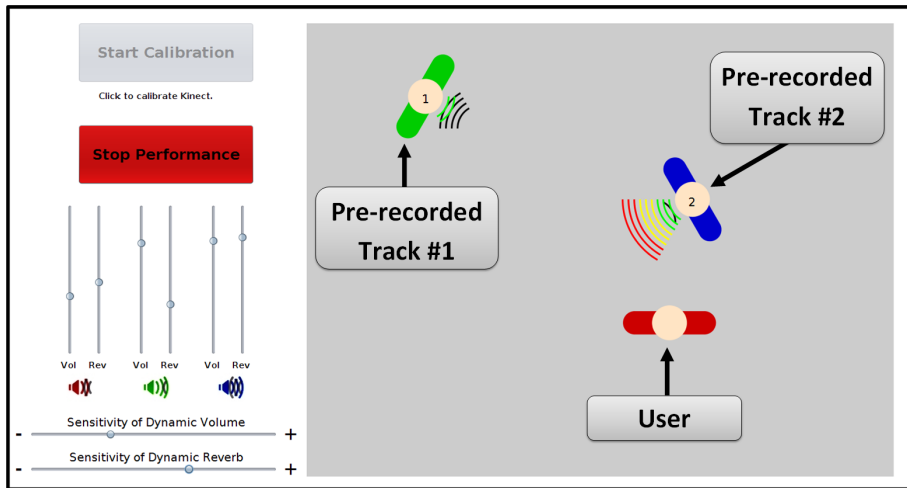 Start Calibration
Click to calibrate Kinect.
Stop Performance
Vol Rev Vol Rev Vol Rev
Sensitivity of Dynamic Volume
- +
Sensitivity of Dynamic Reverb
- +
1
Pre-recorded
Track #1
Pre-recorded
Track #2
2
User